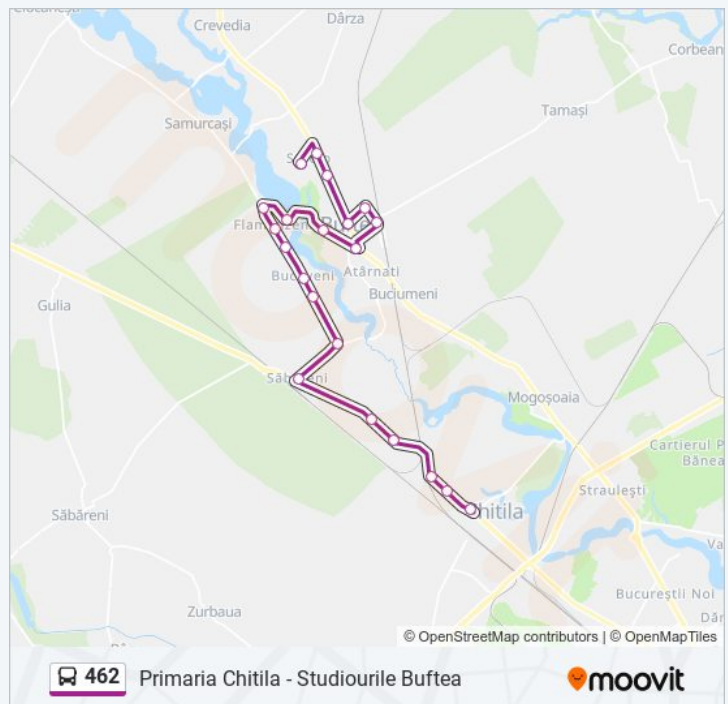 Crevedia
Dârza
Corbean
Samurcași
Tamași
Atârnati
Buciumeni
Gulia
Mogoșoaia
Cartierul P
Bănea
Străulești
Chitila
Săbăreni
Bucureștii Noi
Zurbaua
© OpenStreetMap contributors | © OpenMapTiles
462 Primaria Chitila - Studiourile Buftea moovit